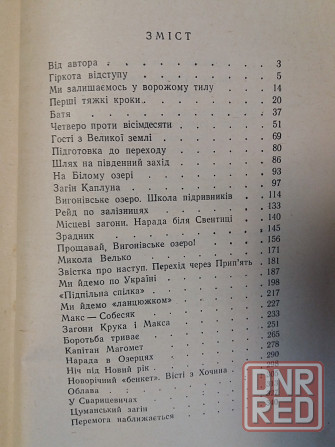 ЗМІСТ
Від автора 3
Гіркота відступу 5
Ми залишаємось у ворожому тилу 14
Перші тяжкі кроки 20
Батя 37
Четверо проти вісімдесяти 51
Гості з Великої землі 69
Підготовка до переходу 80
Шлях на південний захід 86
На Білому озері 93
Загін Каплуна 97
Вигонівське озеро. Школа підривників 114
Рейд по залізницях 133
Місцеві загони. Нарада біля Свентиці 140
Зрадник 145
Прощавай, Вигонівське озеро! 156
Микола Велько 171
Звістка про наступ. Перехід через Прип'ять 181
Ми йдемо по Україні 187
«Підпільна спілка» 198
Ми йдемо «ланцюжком» 217
Макс — Собесяк 227
Загони Крука і Макса 233
Боротьба триває 251
Капітан Магомет 265
Нарада в Озерцях 278
Ніч під Новий рік 290
Новорічний «бенкет». Вісті з Хочина
Облава
У Сварицевичах
Цуманський загін
Перемога наближається
DNR
RED